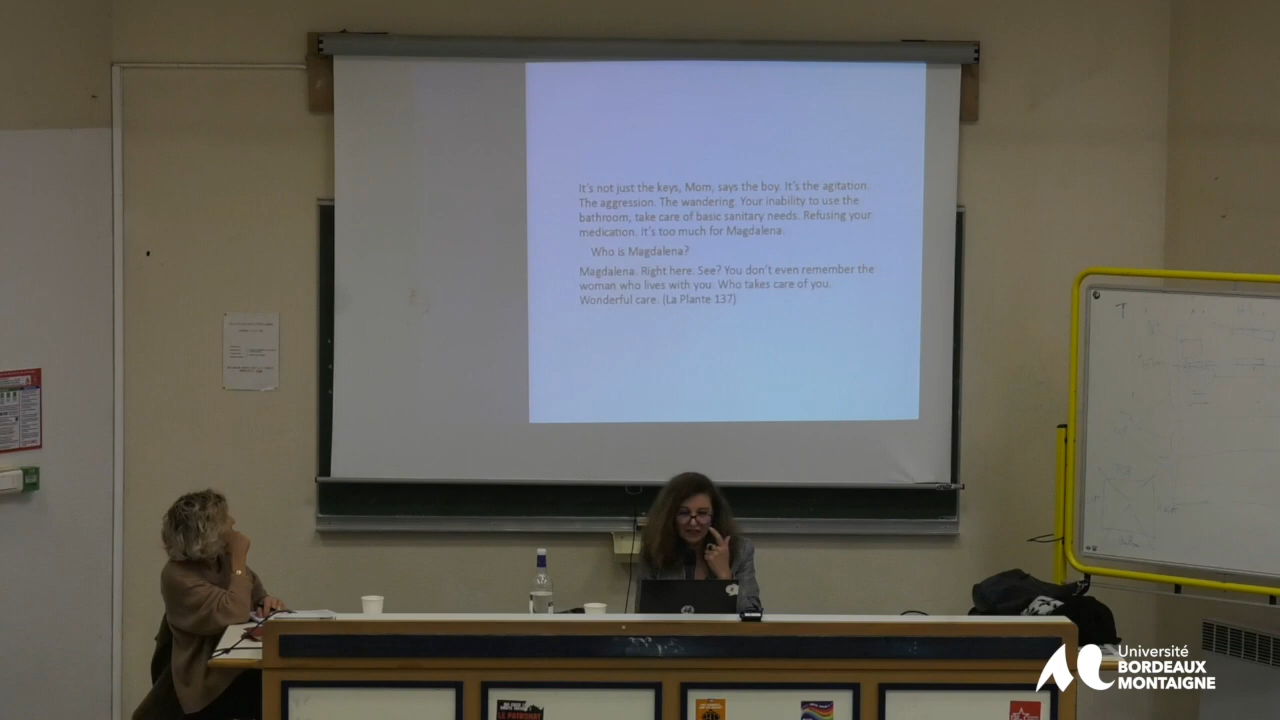 It's not just the keys, Mom, says the boy. It's the agitation.
The aggression. The wandering. Your inability to use the
bathroom, take care of basic sanitary needs. Refusing your
medication. It's too much for Magdalena.
Who is Magdalena?
Magdalena. Right here. See? You don't even remember the
woman who lives with you. Who takes care of you.
Wonderful care. (La Plante 137)
Université
BORDEAUX
MONTAIGNE
LE PATRONAT